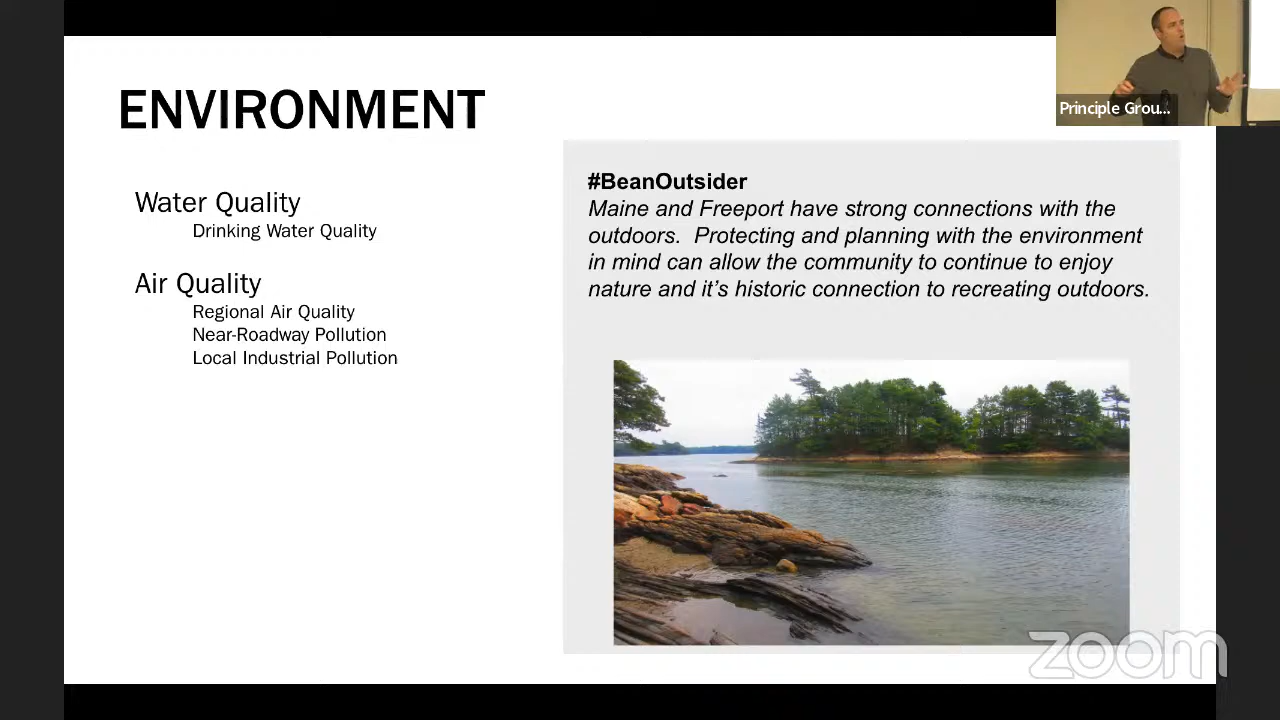 ENVIRONMENT
Water Quality
Drinking Water Quality
Air Quality
Regional Air Quality
Near-Roadway Pollution
Local Industrial Pollution
#BeanOutsider
Maine and Freeport have strong connections with the
outdoors.  Protecting and planning with the environment
in mind can allow the community to continue to enjoy
nature and it's historic connection to recreating outdoors.
Principle Grou...
zoom